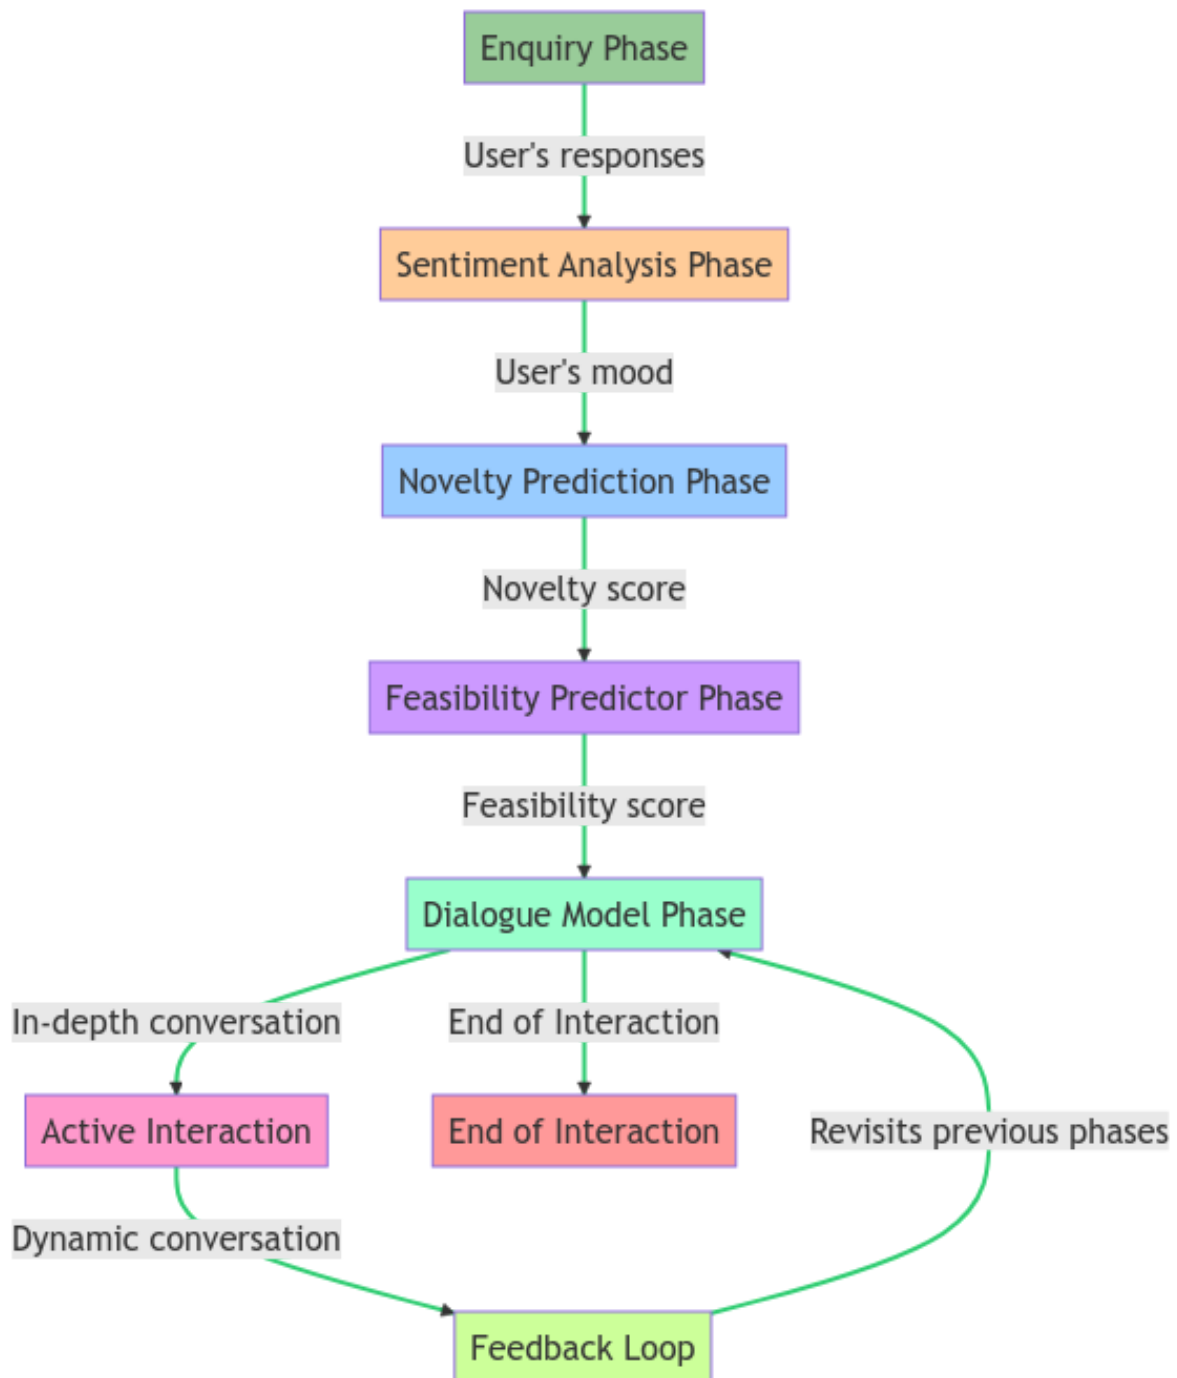 Enquiry Phase
User's responses
Sentiment Analysis Phase
User's mood
Novelty Prediction Phase
Novelty score
Feasibility Predictor Phase
Feasibility score
Dialogue Model Phase
In-depth conversation
End of Interaction
Active Interaction
End of Interaction
Revisits previous phases
Dynamic conversation
Feedback Loop